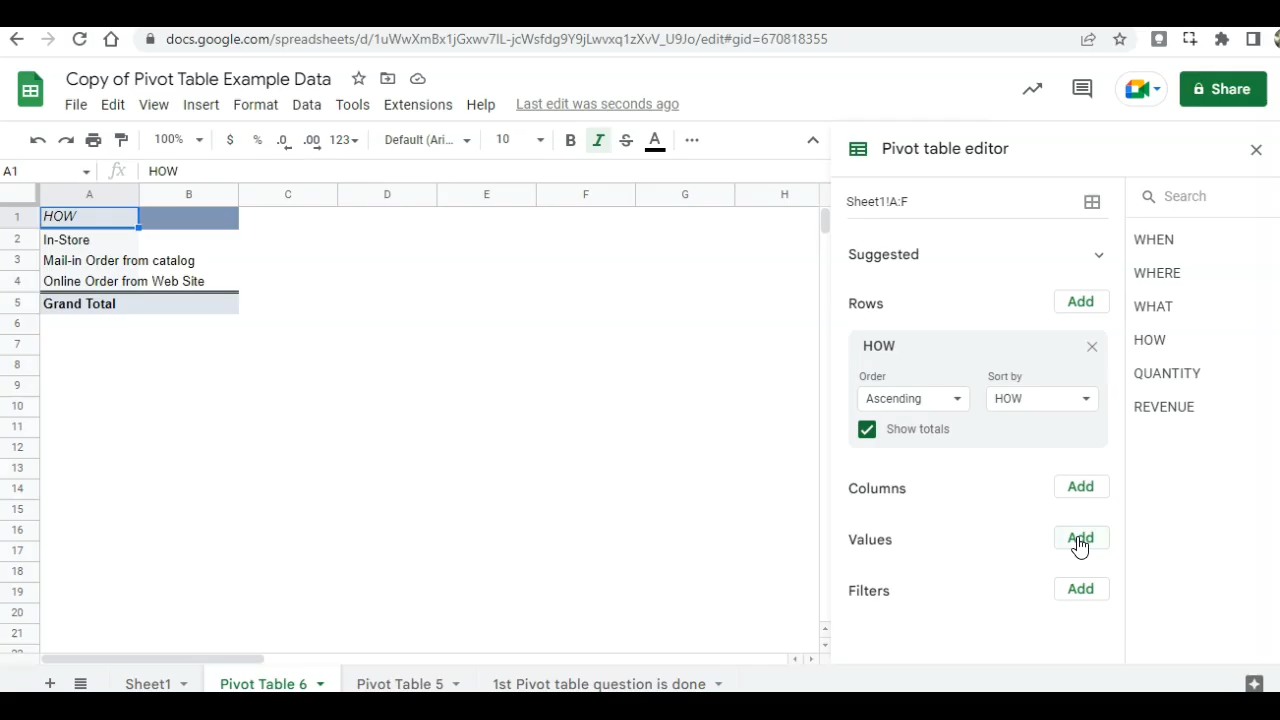 docs.google.com/spreadsheets/d/1uWwXmBx1jGxwv7IL-jcWsfdg9Y9jLwvxq1zXvV_U9Jo/edit#gid=670818355
Copy of Pivot Table Example Data
File Edit View Insert Format Data Tools Extensions Help Last edit was seconds ago
Share
100% $ % .0 .00 123 Default (Ari... 10 B I S A
Pivot table editor
A1 fx HOW
A B C D E F G H
Sheet1!A:F
Search
1 HOW
2 In-Store
3 Mail-in Order from catalog
4 Online Order from Web Site
5 Grand Total
6
7
8
9
10
11
12
13
14
15
16
17
18
19
20
21
Suggested
Rows Add
HOW
Order Sort by
Ascending HOW
Show totals
Columns Add
Values Add
Filters Add
WHEN
WHERE
WHAT
HOW
QUANTITY
REVENUE
Sheet1 Pivot Table 6 Pivot Table 5 1st Pivot table question is done